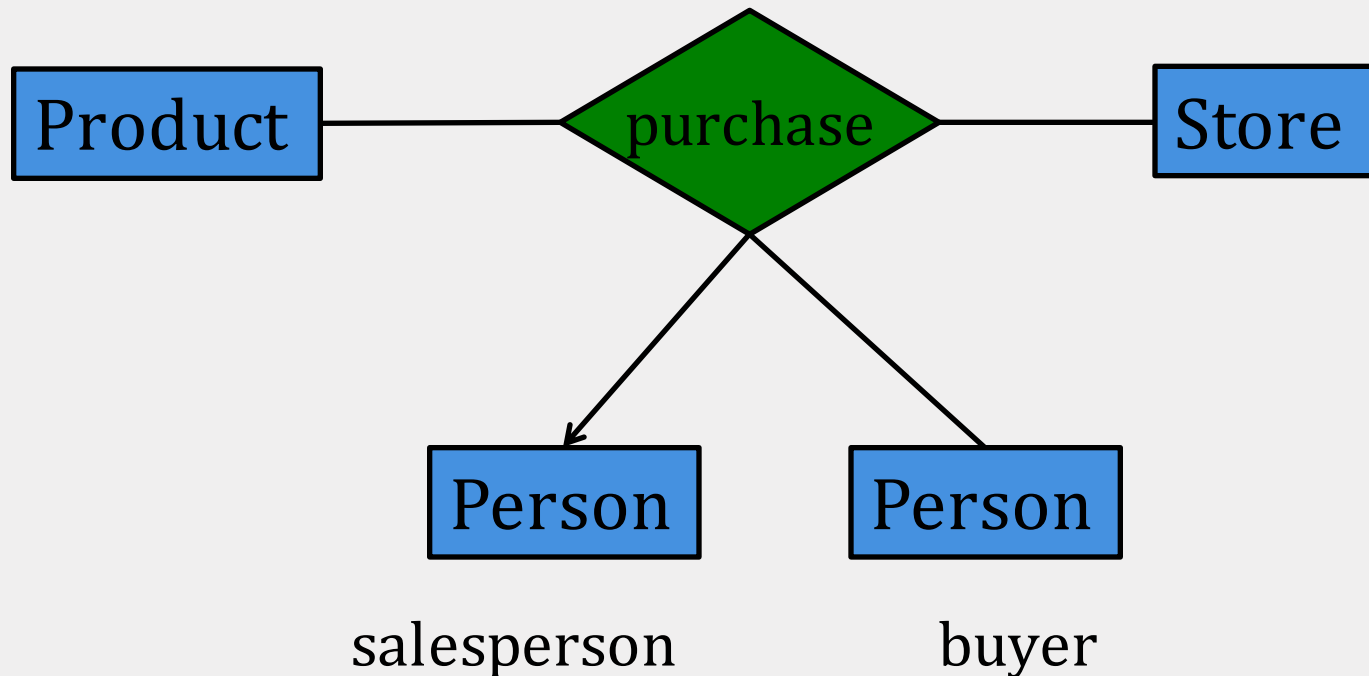 Product
purchase
Store
Person
Person
salesperson
buyer